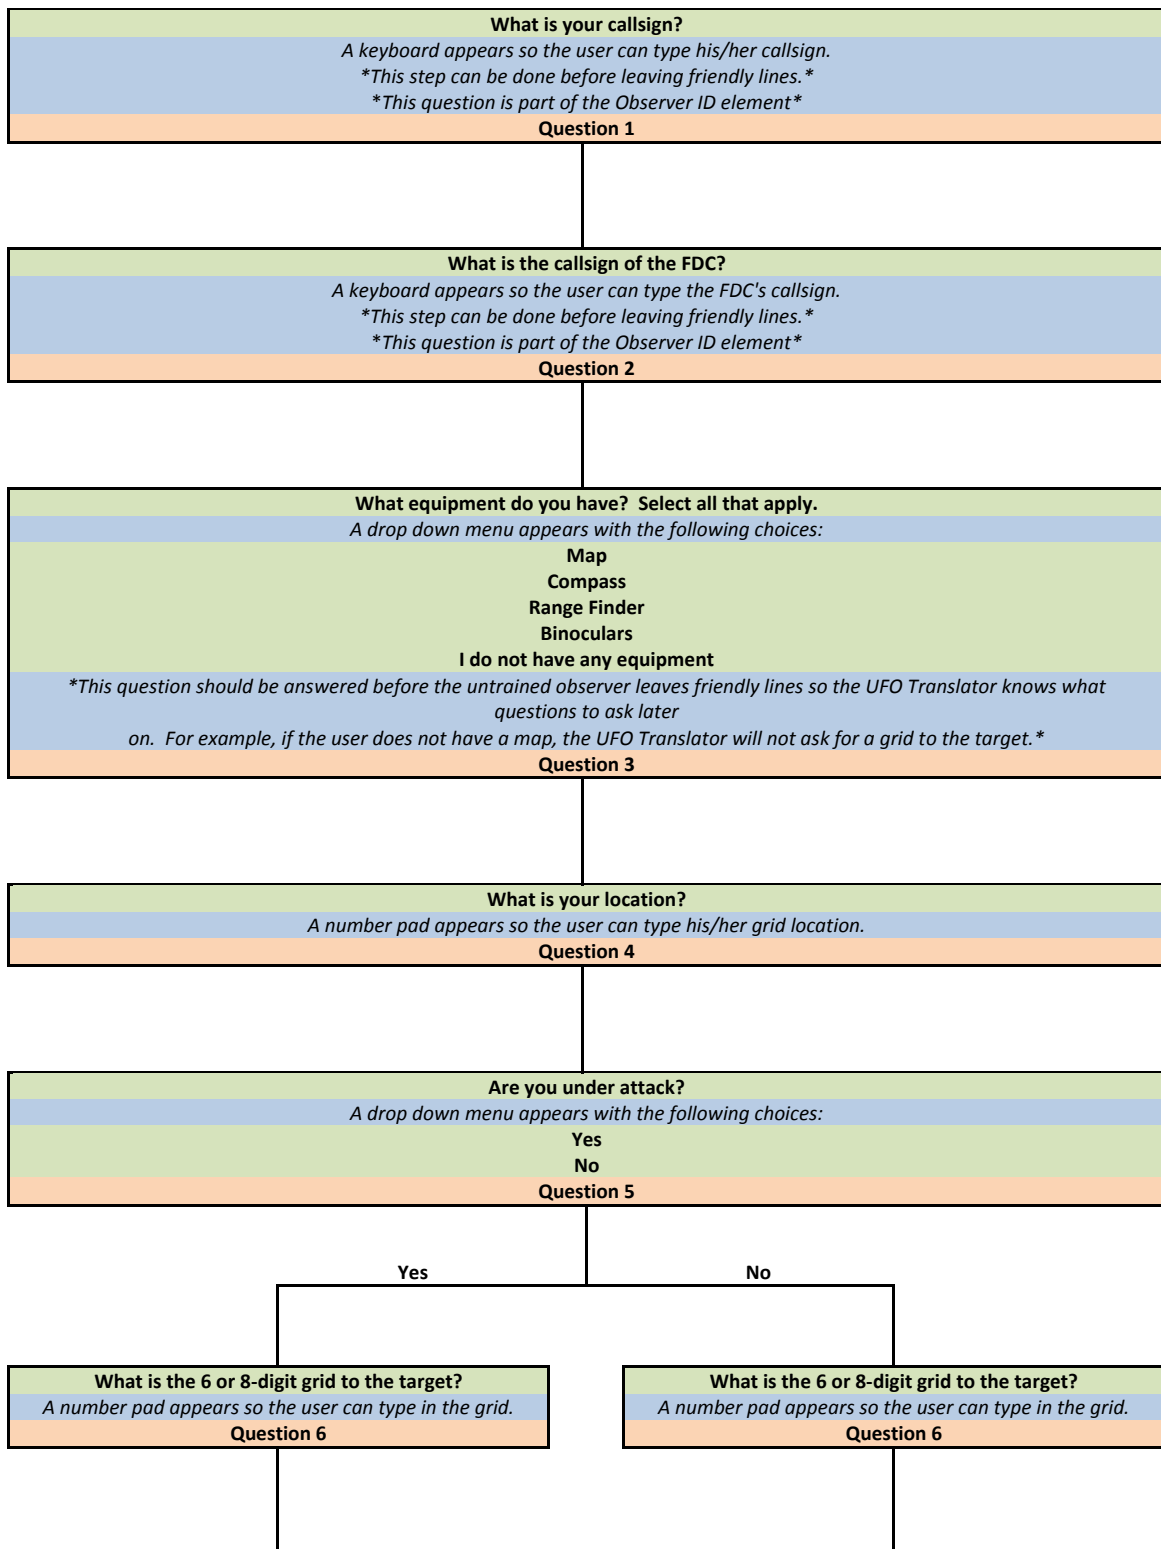 What is your callsign?
A keyboard appears so the user can type his/her callsign.
*This step can be done before leaving friendly lines.*
*This question is part of the Observer ID element*
Question 1
What is the callsign of the FDC?
A keyboard appears so the user can type the FDC's callsign.
*This step can be done before leaving friendly lines.*
*This question is part of the Observer ID element*
Question 2
What equipment do you have?  Select all that apply.
A drop down menu appears with the following choices:
Map
Compass
Range Finder
Binoculars
I do not have any equipment
*This question should be answered before the untrained observer leaves friendly lines so the UFO Translator knows what
questions to ask later
on.  For example, if the user does not have a map, the UFO Translator will not ask for a grid to the target.*
Question 3
What is your location?
A number pad appears so the user can type his/her grid location.
Question 4
Are you under attack?
A drop down menu appears with the following choices:
Yes
No
Question 5
Yes
No
What is the 6 or 8-digit grid to the target?
A number pad appears so the user can type in the grid.
Question 6
What is the 6 or 8-digit grid to the target?
A number pad appears so the user can type in the grid.
Question 6